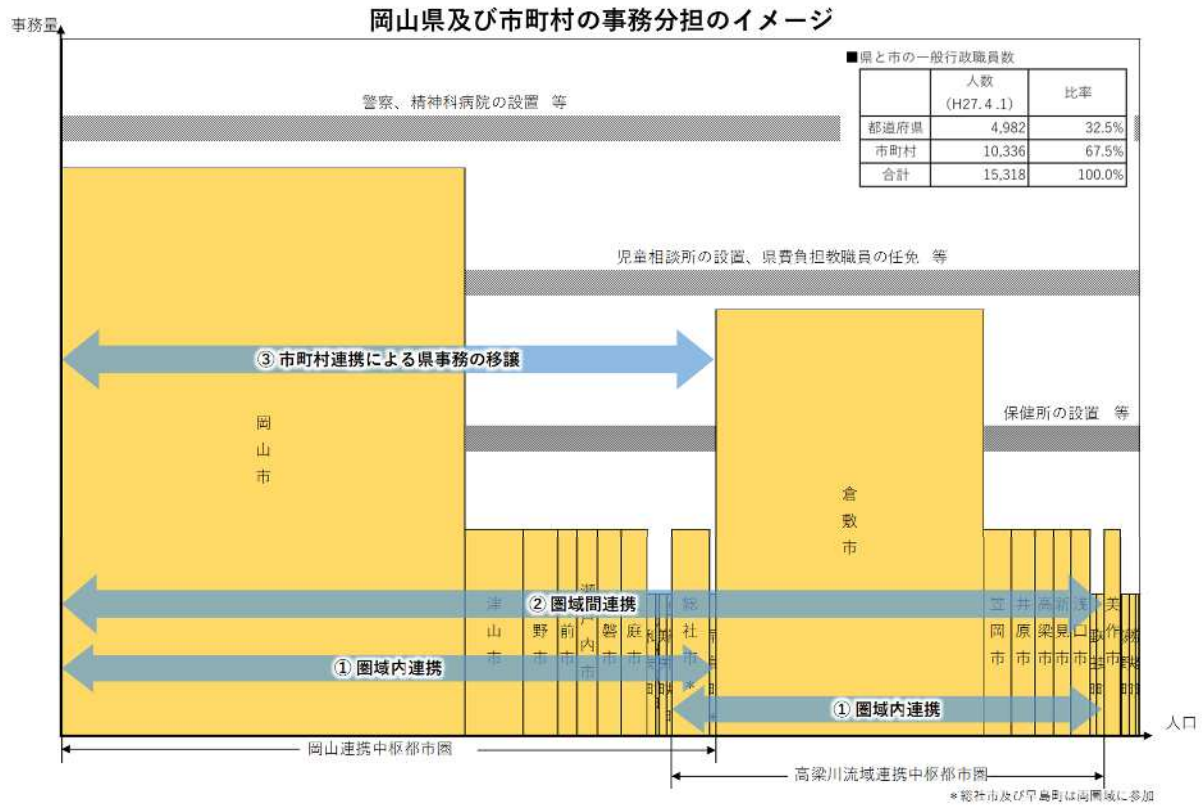 岡山県及び市町村の事務分担のイメージ
事務量
■県と市の一般行政職員数
人数
(H27.4.1)
比率
都道府県 4,982 32.5%
市町村 10,336 67.5%
合計 15,318 100.0%
警察、精神科病院の設置 等
児童相談所の設置、県費負担教職員の任免 等
③ 市町村連携による県事務の移譲
保健所の設置 等
岡山市
倉敷市
② 圏域間連携
津山市
野市
前市
瀬戸内市
磐市
庭市
総社市*
笠岡市
井原市
高梁市
新見市
浅口市
美作市
① 圏域内連携
① 圏域内連携
人口
岡山連携中枢都市圏
高梁川流域連携中枢都市圏
*総社市及び早島町は両圏域に参加